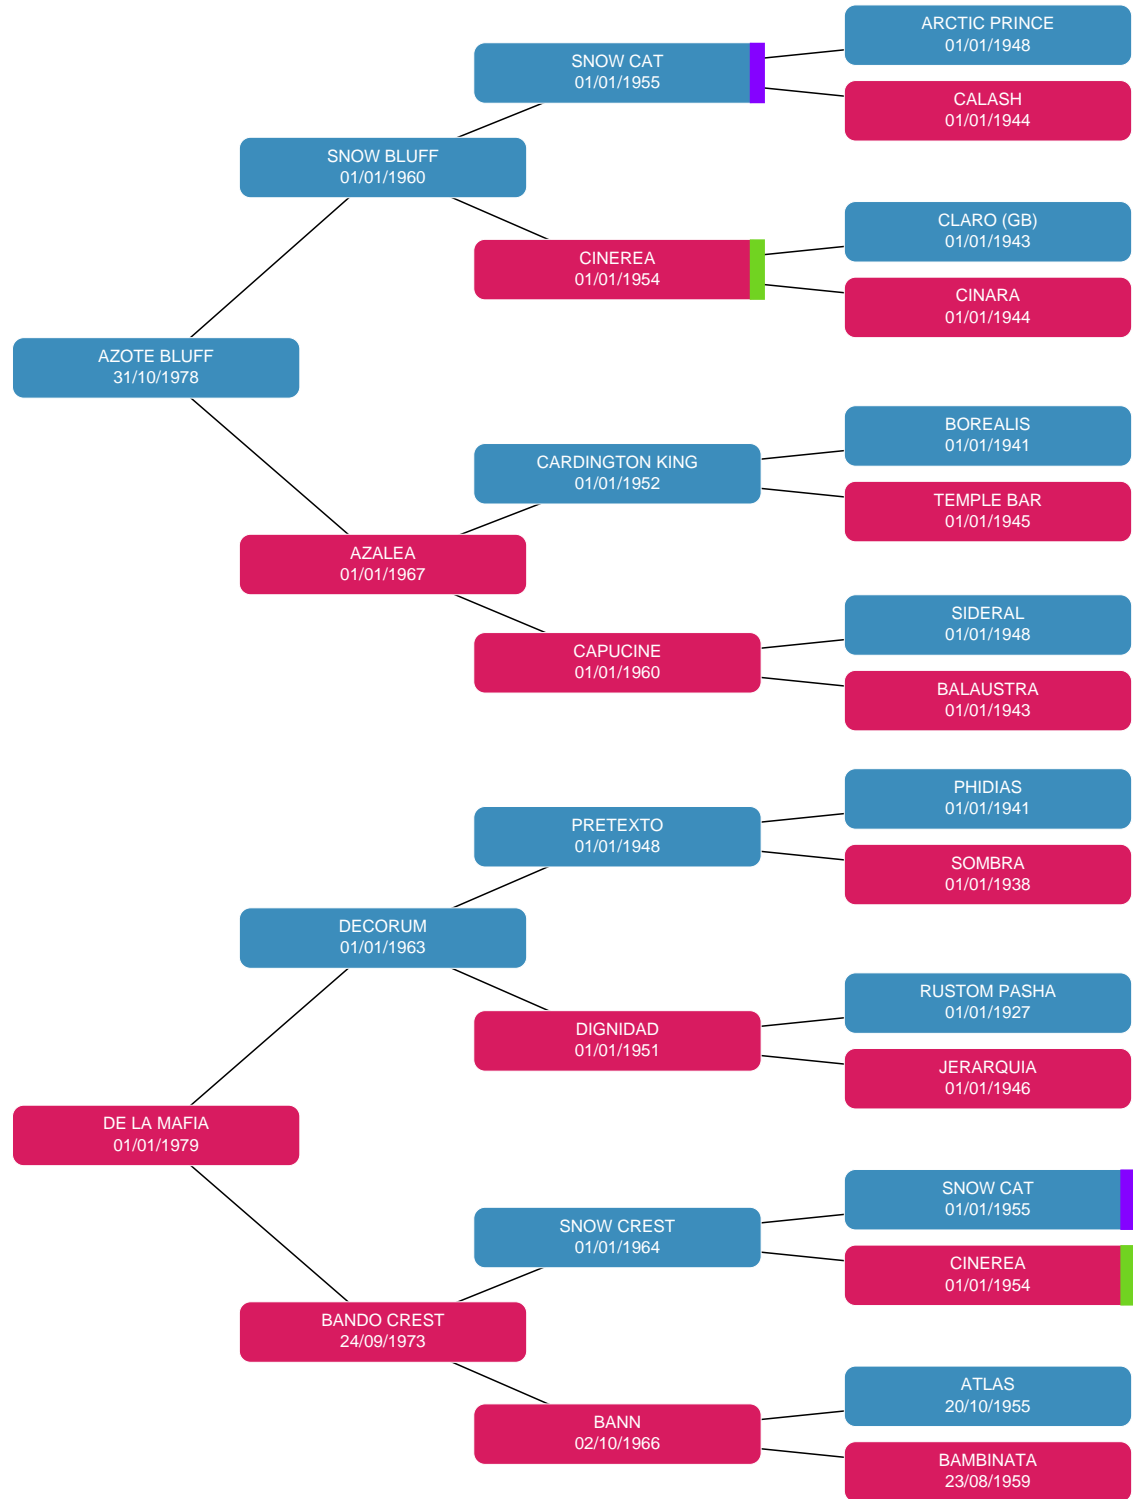 ARCTIC PRINCE
01/01/1948
SNOW CAT
01/01/1955
CALASH
01/01/1944
SNOW BLUFF
01/01/1960
CLARO (GB)
01/01/1943
CINEREA
01/01/1954
CINARA
01/01/1944
AZOTE BLUFF
31/10/1978
BOREALIS
01/01/1941
CARDINGTON KING
01/01/1952
TEMPLE BAR
01/01/1945
AZALEA
01/01/1967
SIDERAL
01/01/1948
CAPUCINE
01/01/1960
BALAUSTRA
01/01/1943
PHIDIAS
01/01/1941
PRETEXTO
01/01/1948
SOMBRA
01/01/1938
DECORUM
01/01/1963
RUSTOM PASHA
01/01/1927
DIGNIDAD
01/01/1951
JERARQUIA
01/01/1946
DE LA MAFIA
01/01/1979
SNOW CAT
01/01/1955
SNOW CREST
01/01/1964
CINEREA
01/01/1954
BANDO CREST
24/09/1973
ATLAS
20/10/1955
BANN
02/10/1966
BAMBINATA
23/08/1959